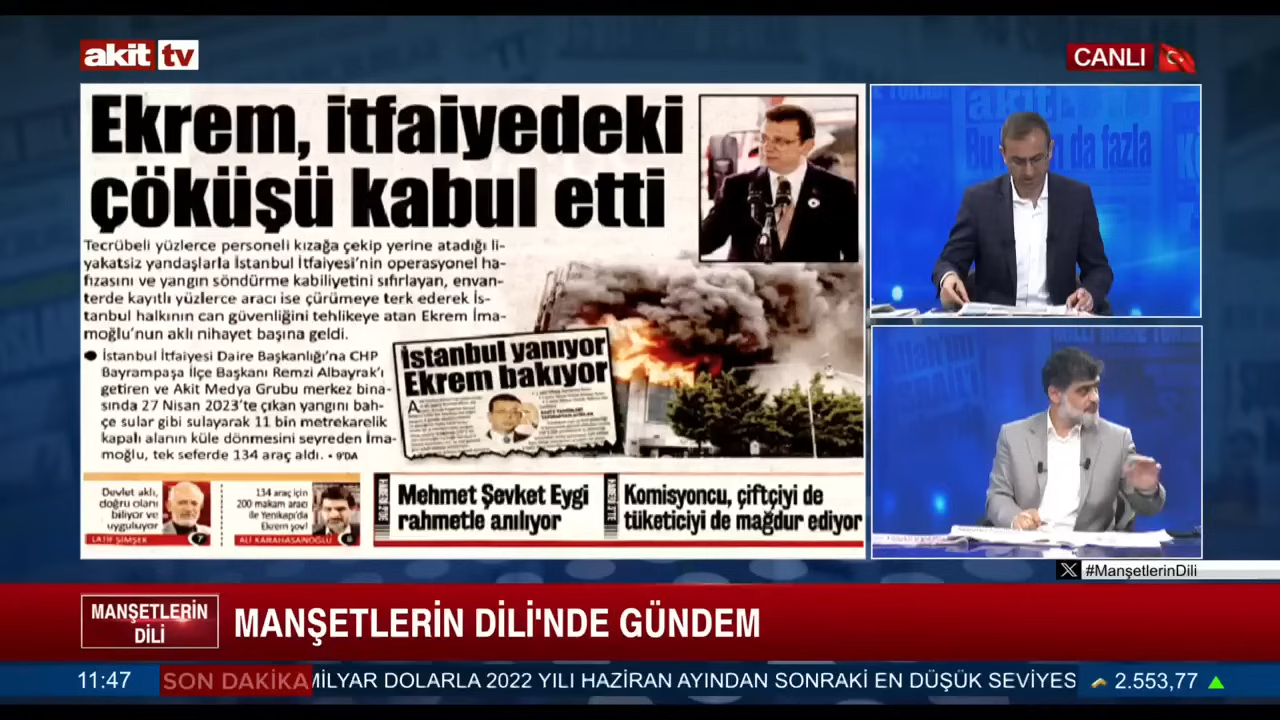 akit tv
CANLI
Ekrem, itfaiyedeki
çöküşü kabul etti
Tecrübeli yüzlerce personeli kızağa çekip yerine atadığı li-
yakatsiz yandaşlarla İstanbul İtfaiyesi'nin operasyonel ha-
fızasını ve yangın söndürme kabiliyetini sıfırlayan, envan-
terde kayıtlı yüzlerce aracı ise çürümeye terk ederek İs-
tanbul halkının can güvenliğini tehlikeye atan Ekrem İma-
moğlu'nun aklı nihayet başına geldi.
● İstanbul İtfaiyesi Daire Başkanlığı'na CHP
Bayrampaşa İlçe Başkanı Remzi Albayrak'ı
getiren ve Akit Medya Grubu merkez bina-
sında 27 Nisan 2023'te çıkan yangını bah-
çe sular gibi sulayarak 11 bin metrekarelik
kapalı alanın küle dönmesini seyreden İma-
moğlu, tek seferde 134 araç aldı. • 9'DA
İstanbul yanıyor
Ekrem bakıyor
Devlet aklı,
doğru olanı
biliyor ve
uyguluyor
LATİF ŞİMŞEK 7
134 araç için
200 makam aracı
ile Yenikapı'da
Ekrem şov!
ALİ KARAHASANOĞLU
Mehmet Şevket Eygi
rahmetle anılıyor
Komisyoncu, çiftçiyi de
tüketiciyi de mağdur ediyor
akit
Bu da fazla
#ManşetlerinDili
MANŞETLERİN
DİLİ
MANŞETLERİN DİLİ'NDE GÜNDEM
11:47
SON DAKİKA
MİLYAR DOLARLA 2022 YILI HAZİRAN AYINDAN SONRAKİ EN DÜŞÜK SEVİYES
2.553,77